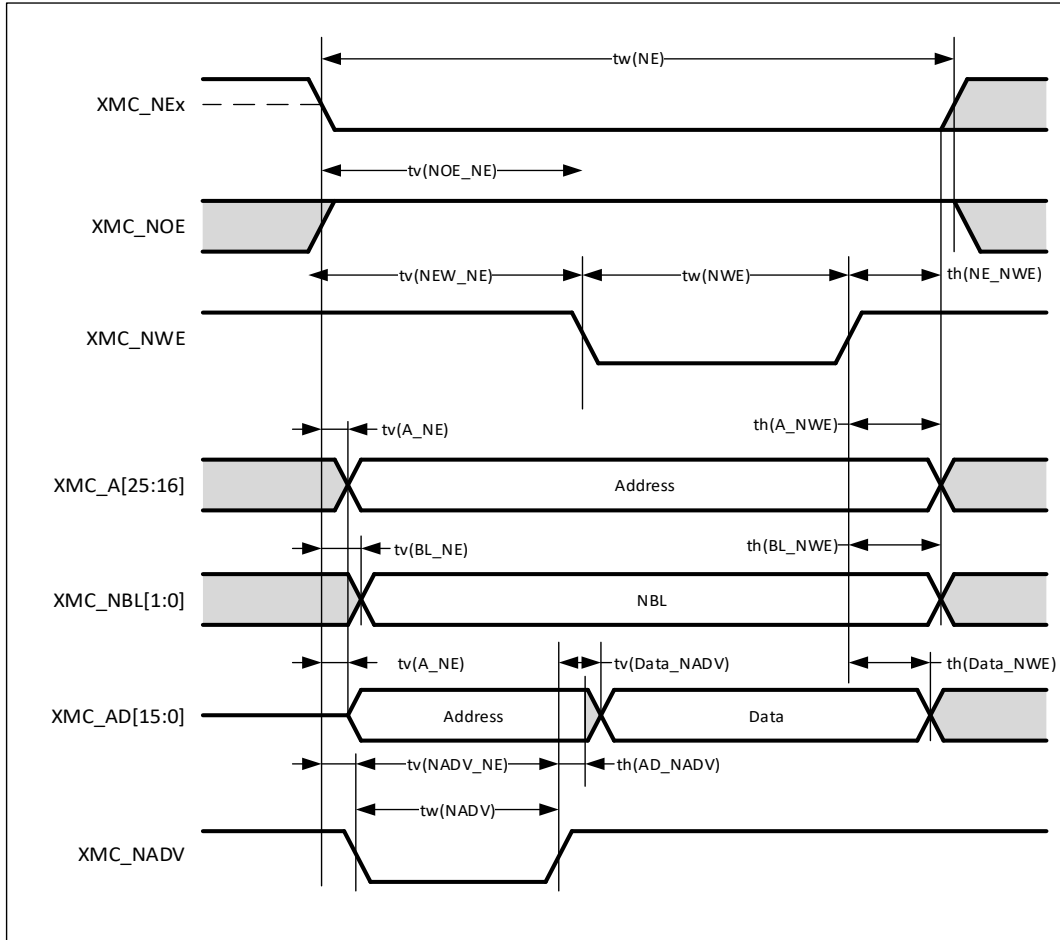 tw(NE)
XMC_NEx
tv(NOE_NE)
XMC_NOE
tv(NEW_NE) tw(NWE) th(NE_NWE)
XMC_NWE
tv(A_NE) th(A_NWE)
XMC_A[25:16] Address
tv(BL_NE) th(BL_NWE)
XMC_NBL[1:0] NBL
tv(A_NE) tv(Data_NADV) th(Data_NWE)
XMC_AD[15:0] Address Data
tv(NADV_NE) th(AD_NADV)
tw(NADV)
XMC_NADV